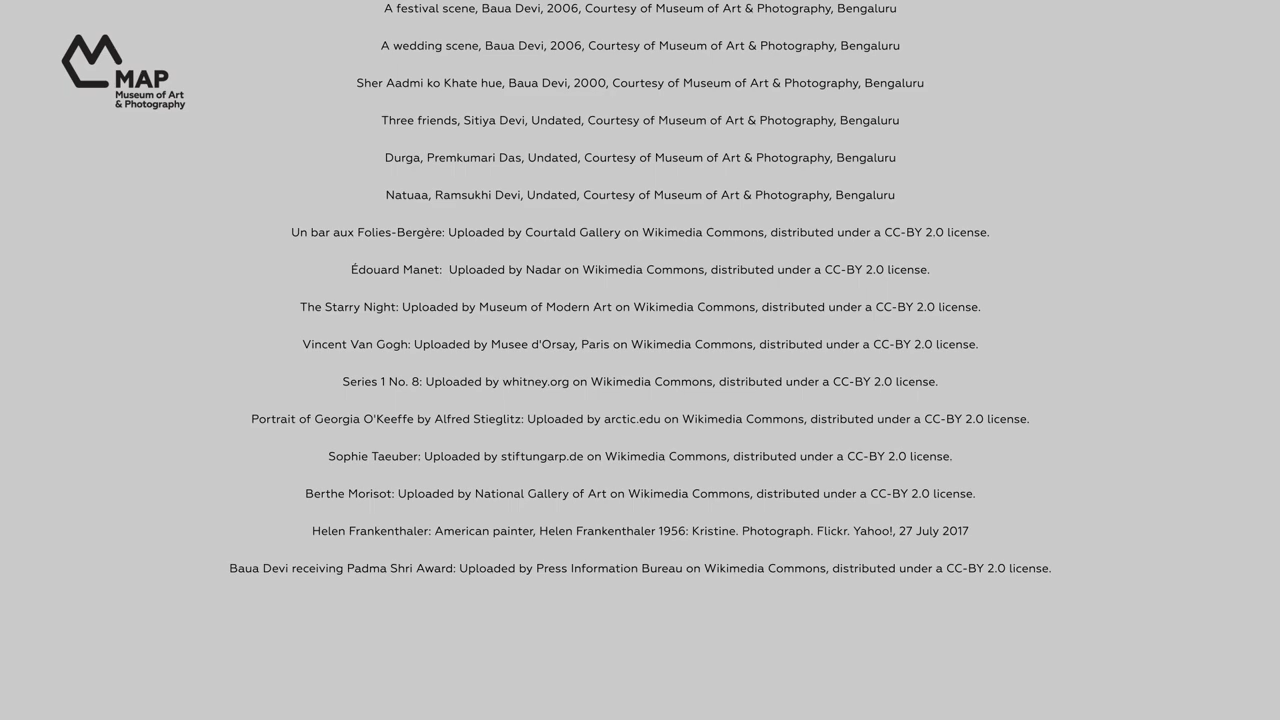 A festival scene, Baua Devi, 2006, Courtesy of Museum of Art & Photography, Bengaluru
A wedding scene, Baua Devi, 2006, Courtesy of Museum of Art & Photography, Bengaluru
MAP
Museum of Art
& Photography
Sher Aadmi ko Khate hue, Baua Devi, 2000, Courtesy of Museum of Art & Photography, Bengaluru
Three friends, Sitiya Devi, Undated, Courtesy of Museum of Art & Photography, Bengaluru
Durga, Premkumari Das, Undated, Courtesy of Museum of Art & Photography, Bengaluru
Natuaa, Ramsukhi Devi, Undated, Courtesy of Museum of Art & Photography, Bengaluru
Un bar aux Folies-Bergère: Uploaded by Courtald Gallery on Wikimedia Commons, distributed under a CC-BY 2.0 license.
Édouard Manet:  Uploaded by Nadar on Wikimedia Commons, distributed under a CC-BY 2.0 license.
The Starry Night: Uploaded by Museum of Modern Art on Wikimedia Commons, distributed under a CC-BY 2.0 license.
Vincent Van Gogh: Uploaded by Musee d'Orsay, Paris on Wikimedia Commons, distributed under a CC-BY 2.0 license.
Series 1 No. 8: Uploaded by whitney.org on Wikimedia Commons, distributed under a CC-BY 2.0 license.
Portrait of Georgia O'Keeffe by Alfred Stieglitz: Uploaded by arctic.edu on Wikimedia Commons, distributed under a CC-BY 2.0 license.
Sophie Taeuber: Uploaded by stiftungarp.de on Wikimedia Commons, distributed under a CC-BY 2.0 license.
Berthe Morisot: Uploaded by National Gallery of Art on Wikimedia Commons, distributed under a CC-BY 2.0 license.
Helen Frankenthaler: American painter, Helen Frankenthaler 1956: Kristine. Photograph. Flickr. Yahoo!, 27 July 2017
Baua Devi receiving Padma Shri Award: Uploaded by Press Information Bureau on Wikimedia Commons, distributed under a CC-BY 2.0 license.